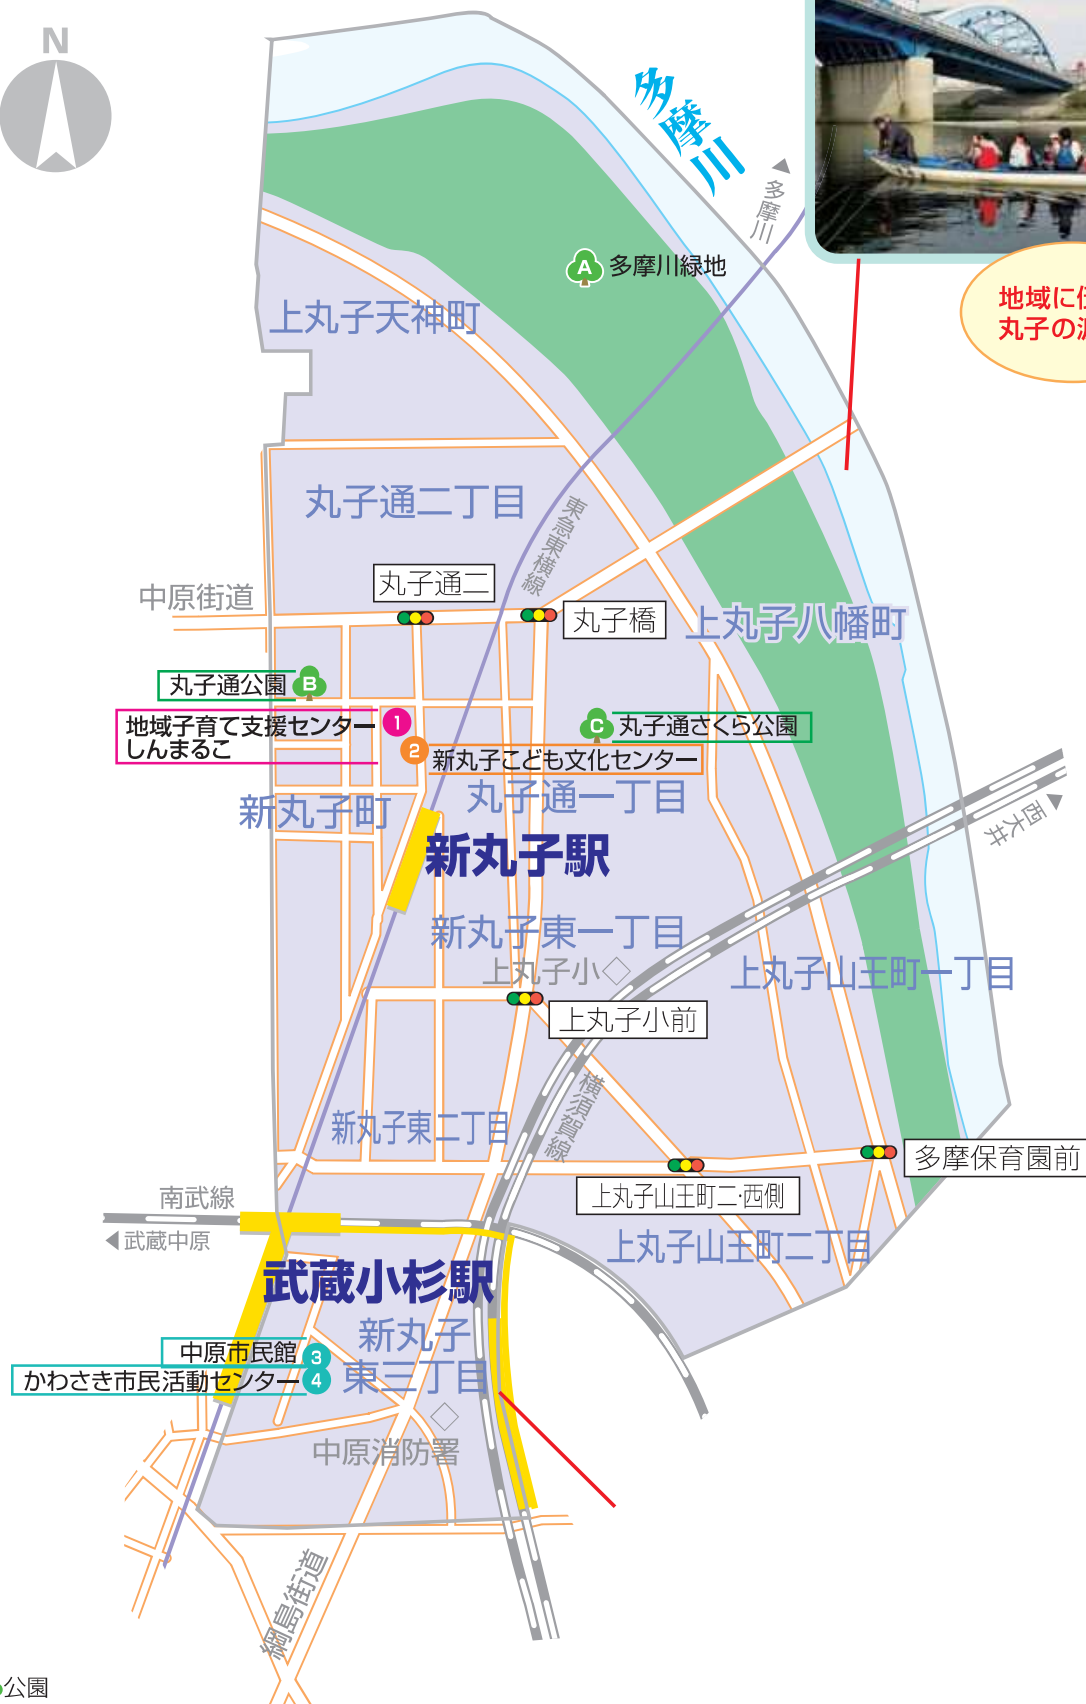 N
多摩川
多摩川
地域に
丸子の
A 多摩川緑地
上丸子天神町
丸子通二丁目
東急東横線
中原街道
丸子通二
丸子橋
上丸子八幡町
丸子通公園 B
地域子育て支援センター
しんまるこ
1
C 丸子通さくら公園
2 新丸子こども文化センター
新丸子町
丸子通一丁目
西大井
新丸子駅
新丸子東一丁目
上丸子小
上丸子山王町一丁目
上丸子小前
横須賀線
新丸子東二丁目
多摩保育園前
南武線
上丸子山王町二・西側
武蔵中原
上丸子山王町二丁目
武蔵小杉駅
新丸子
東三丁目
中原市民館 3
かわさき市民活動センター 4
中原消防署
綱島街道
公園